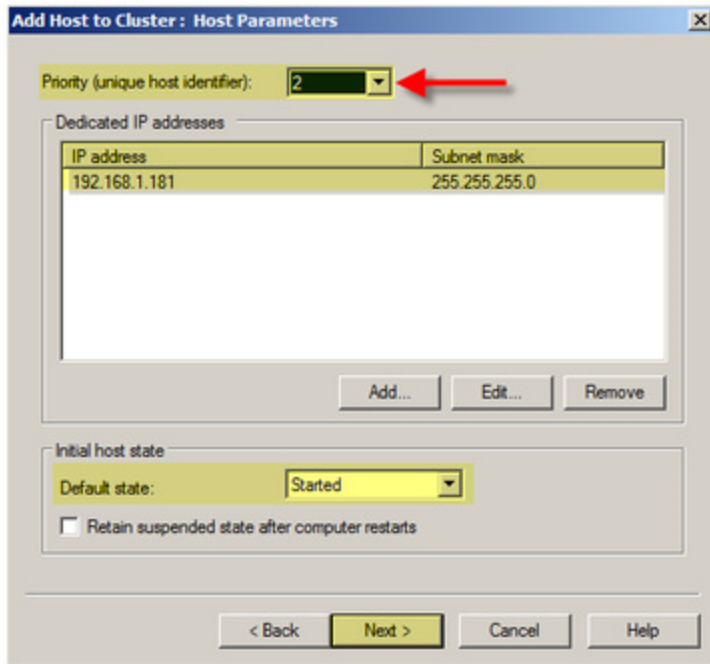 Add Host to Cluster : Host Parameters
Priority (unique host identifier): 2
Dedicated IP addresses
IP address Subnet mask
192.168.1.181 255.255.255.0
Add... Edit... Remove
Initial host state
Default state: Started
Retain suspended state after computer restarts
< Back Next > Cancel Help